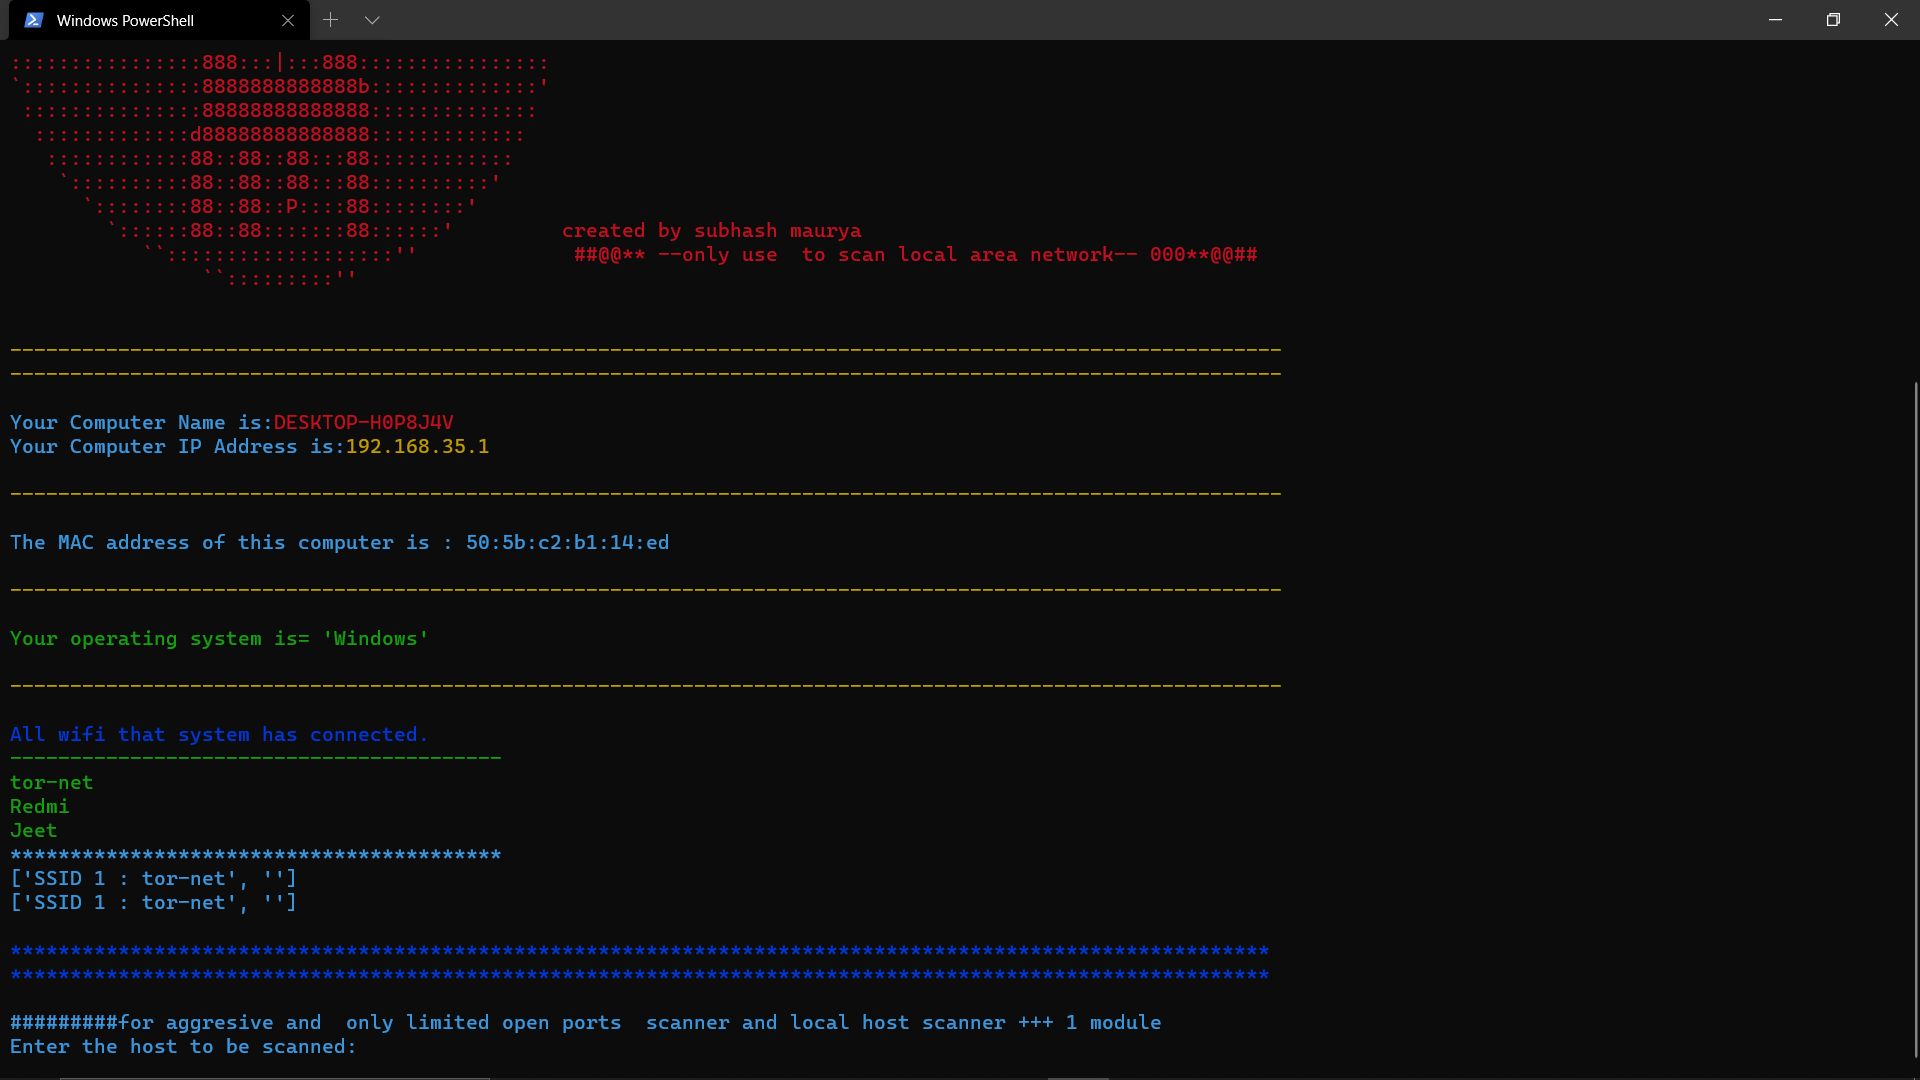 Windows PowerShell
::::::::::::::::888:::|:::888::::::::::::::::
`:::::::::::::::8888888888888b::::::::::::::'
:::::::::::::::88888888888888::::::::::::::
:::::::::::::d88888888888888:::::::::::::
::::::::::::88::88::88:::88::::::::::::
`::::::::::88::88::88:::88::::::::::'
`::::::::88::88::P::::88::::::::'
`::::::88::88:::::::88::::::' created by subhash maurya
``:::::::::::::::::::'' ##@@** --only use  to scan local area network-- 000**@@##
``:::::::::''
----------------------------------------------------------------------------------------------------------
----------------------------------------------------------------------------------------------------------
Your Computer Name is:DESKTOP-H0P8J4V
Your Computer IP Address is:192.168.35.1
----------------------------------------------------------------------------------------------------------
The MAC address of this computer is : 50:5b:c2:b1:14:ed
----------------------------------------------------------------------------------------------------------
Your operating system is= 'Windows'
----------------------------------------------------------------------------------------------------------
All wifi that system has connected.
-----------------------------------------
tor-net
Redmi
Jeet
*****************************************
['SSID 1 : tor-net', '']
['SSID 1 : tor-net', '']
*********************************************************************************************************
*********************************************************************************************************
#########for aggresive and  only limited open ports  scanner and local host scanner +++ 1 module
Enter the host to be scanned: